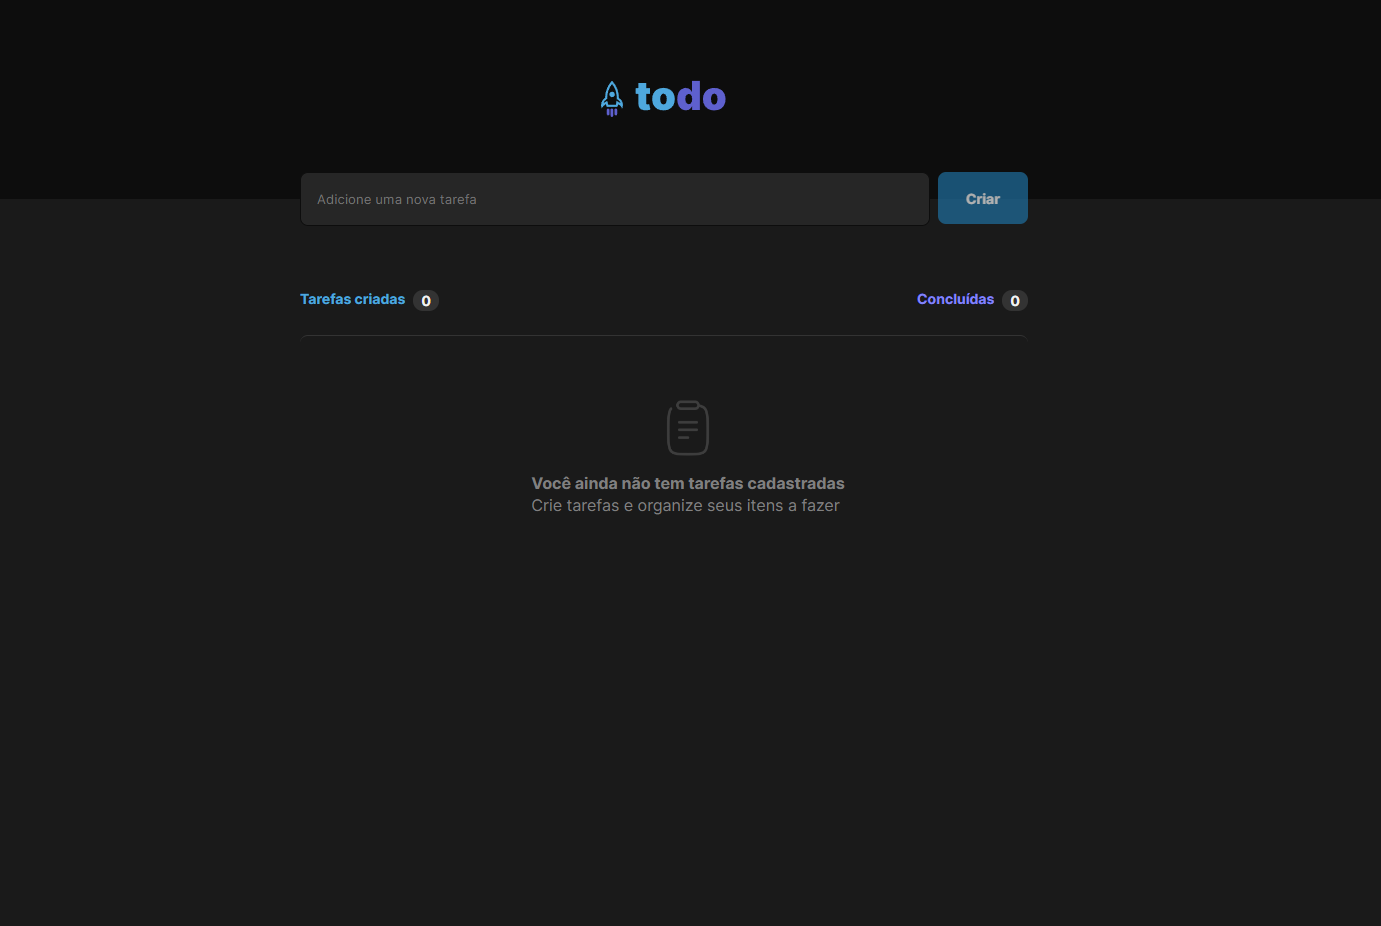 todo
Adicione uma nova tarefa
Criar
Tarefas criadas 0
Concluídas 0
Você ainda não tem tarefas cadastradas
Crie tarefas e organize seus itens a fazer